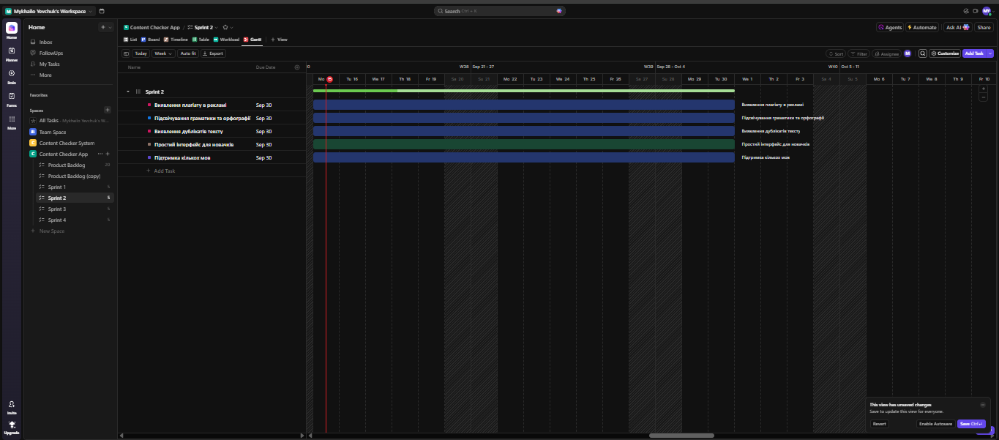 Mykhailo Yevchuk's Workspace
Search Ctrl + K
MY
Home
Planner
Brain
Forms
More
Invite
Upgrade
Home
Inbox
FollowUps
My Tasks
More
Favorites
Spaces
All Tasks - Mykhailo Yevchuk's W...
Team Space
C Content Checker System
C Content Checker App
Product Backlog 20
Product Backlog (copy)
Sprint 1 5
Sprint 2 5
Sprint 3 5
Sprint 4 5
+ New Space
C Content Checker App / Sprint 2
Agents Automate Ask AI Share
List Board Timeline Table Workload Gantt + View
Today Week Auto fit Export
Sort Filter Assignee M Customize Add Task
Name Due Date
W38 Sep 21 - 27 W39 Sep 28 - Oct 4 W40 Oct 5 - 11
Mo 15 Tu 16 We 17 Th 18 Fr 19 Sa 20 Su 21 Mo 22 Tu 23 We 24 Th 25 Fr 26 Sa 27 Su 28 Mo 29 Tu 30 We 1 Th 2 Fr 3 Sa 4 Su 5 Mo 6 Tu 7 We 8 Th 9 Fr 10
Sprint 2
Виявлення плагіату в рекламі Sep 30 Виявлення плагіату в рекламі
Підсвічування граматики та орфографії Sep 30 Підсвічування граматики та орфографії
Виявлення дублікатів тексту Sep 30 Виявлення дублікатів тексту
Простий інтерфейс для новачків Sep 30 Простий інтерфейс для новачків
Підтримка кількох мов Sep 30 Підтримка кількох мов
+ Add Task
This view has unsaved changes
Save to update this view for everyone.
Revert Enable Autosave Save Ctrl ↵